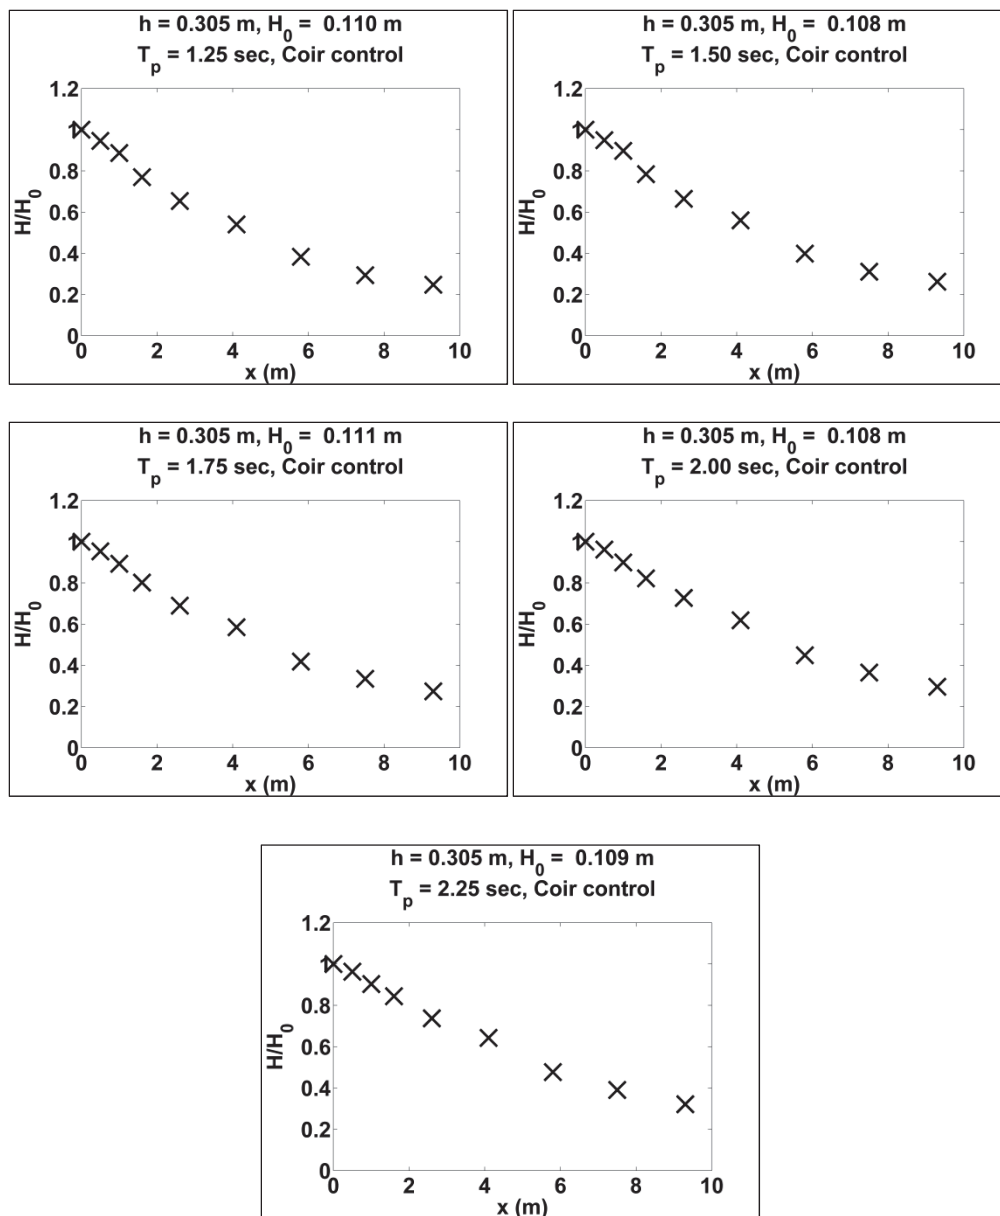 h = 0.305 m, H0 = 0.110 m
Tp = 1.25 sec, Coir control
1.2
1
0.8
0.6
0.4
0.2
0
H/H0
0 2 4 6 8 10
x (m)
h = 0.305 m, H0 = 0.108 m
Tp = 1.50 sec, Coir control
1.2
1
0.8
0.6
0.4
0.2
0
H/H0
0 2 4 6 8 10
x (m)
h = 0.305 m, H0 = 0.111 m
Tp = 1.75 sec, Coir control
1.2
1
0.8
0.6
0.4
0.2
0
H/H0
0 2 4 6 8 10
x (m)
h = 0.305 m, H0 = 0.108 m
Tp = 2.00 sec, Coir control
1.2
1
0.8
0.6
0.4
0.2
0
H/H0
0 2 4 6 8 10
x (m)
h = 0.305 m, H0 = 0.109 m
Tp = 2.25 sec, Coir control
1.2
1
0.8
0.6
0.4
0.2
0
H/H0
0 2 4 6 8 10
x (m)